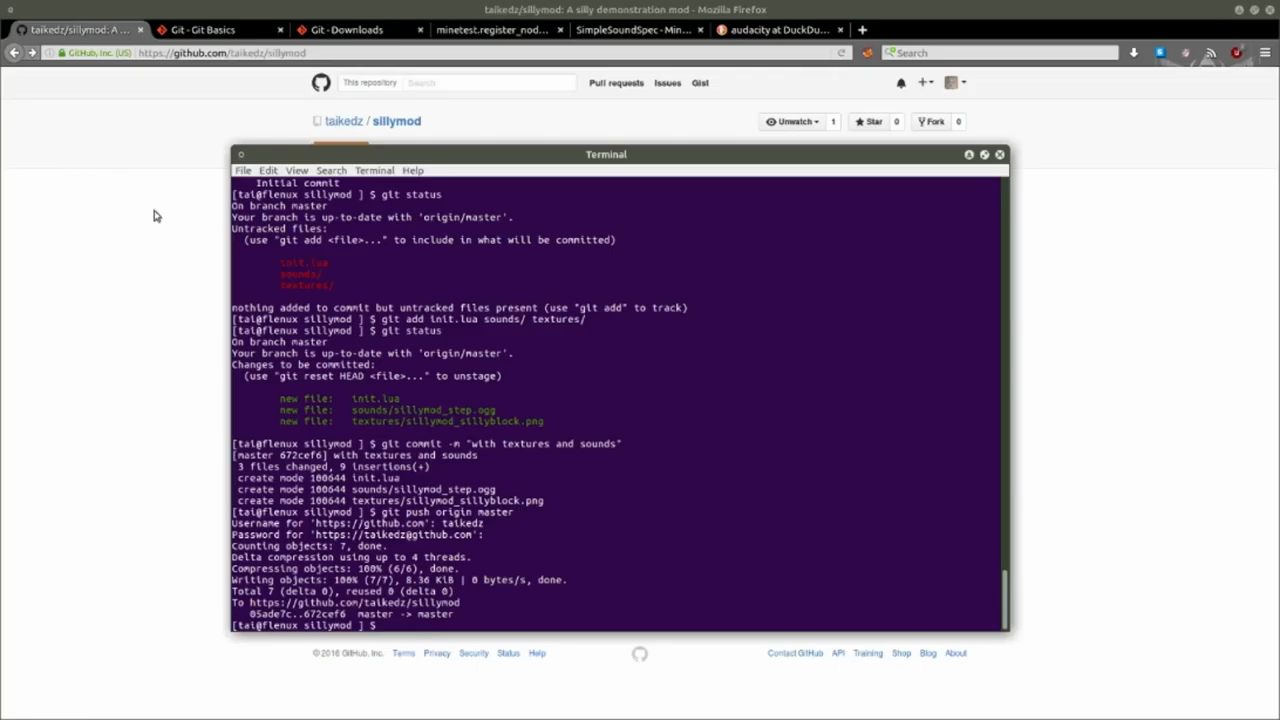 taikedz/sillymod: A silly demonstration mod - Mozilla Firefox
taikedz/sillymod: A ... × Git - Git Basics × Git - Downloads × minetest.register_nod... × SimpleSoundSpec - Min... × audacity at DuckDu... ×
GitHub, Inc. (US) https://github.com/taikedz/sillymod Search
This repository Search Pull requests Issues Gist
taikedz / sillymod Unwatch 1 Star 0 Fork 0
Terminal
File Edit View Search Terminal Help
Initial commit
[tai@flenux sillymod ] $ git status
On branch master
Your branch is up-to-date with 'origin/master'.
Untracked files:
(use "git add <file>..." to include in what will be committed)
init.lua
sounds/
textures/
nothing added to commit but untracked files present (use "git add" to track)
[tai@flenux sillymod ] $ git add init.lua sounds/ textures/
[tai@flenux sillymod ] $ git status
On branch master
Your branch is up-to-date with 'origin/master'.
Changes to be committed:
(use "git reset HEAD <file>..." to unstage)
new file: init.lua
new file: sounds/sillymod_step.ogg
new file: textures/sillymod_sillyblock.png
[tai@flenux sillymod ] $ git commit -m "with textures and sounds"
[master 672cef6] with textures and sounds
3 files changed, 9 insertions(+)
create mode 100644 init.lua
create mode 100644 sounds/sillymod_step.ogg
create mode 100644 textures/sillymod_sillyblock.png
[tai@flenux sillymod ] $ git push origin master
Username for 'https://github.com': taikedz
Password for 'https://taikedz@github.com':
Counting objects: 7, done.
Delta compression using up to 4 threads.
Compressing objects: 100% (6/6), done.
Writing objects: 100% (7/7), 8.36 KiB | 0 bytes/s, done.
Total 7 (delta 0), reused 0 (delta 0)
To https://github.com/taikedz/sillymod
05ade7c..672cef6 master -> master
[tai@flenux sillymod ] $
© 2016 GitHub, Inc. Terms Privacy Security Status Help Contact GitHub API Training Shop Blog About